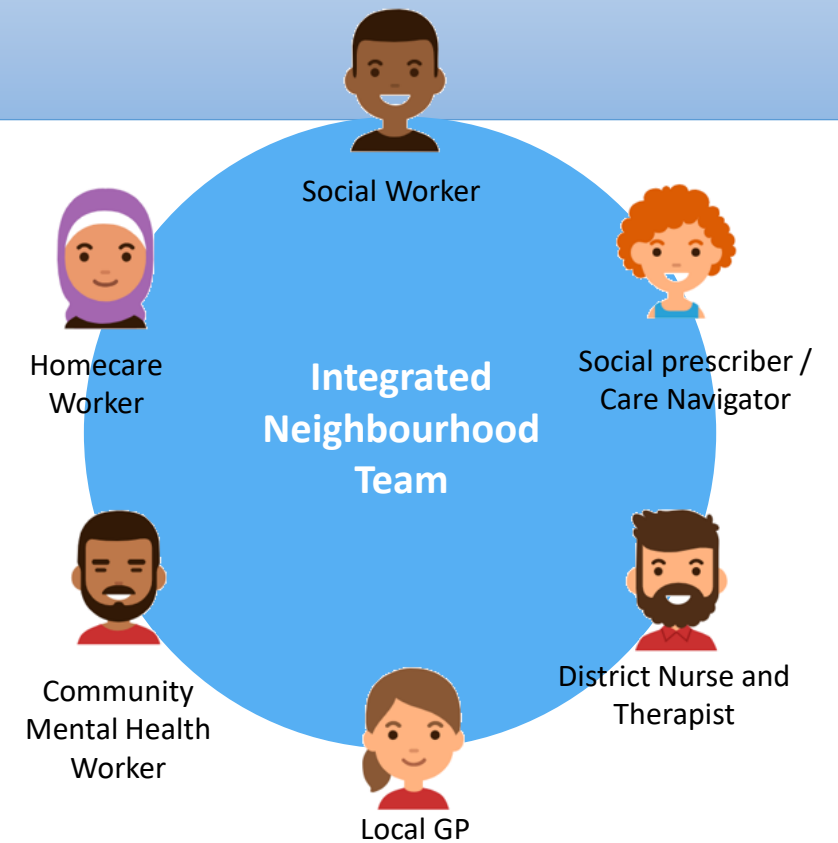 Social Worker
Homecare
Worker
Social prescriber /
Care Navigator
Integrated
Neighbourhood
Team
Community
Mental Health
Worker
District Nurse and
Therapist
Local GP